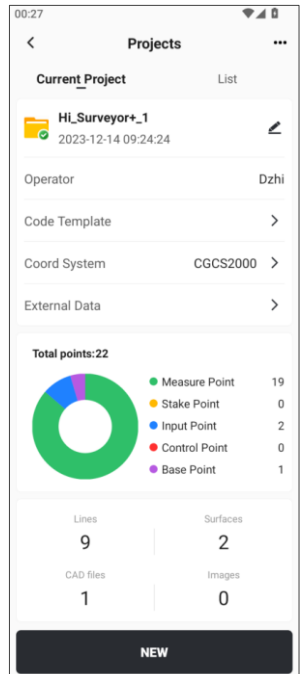 00:27
Projects
Current Project List
Hi_Surveyor+_1
2023-12-14 09:24:24
Operator Dzhi
Code Template
Coord System CGCS2000
External Data
Total points:22
Measure Point 19
Stake Point 0
Input Point 2
Control Point 0
Base Point 1
Lines Surfaces
9 2
CAD files Images
1 0
NEW